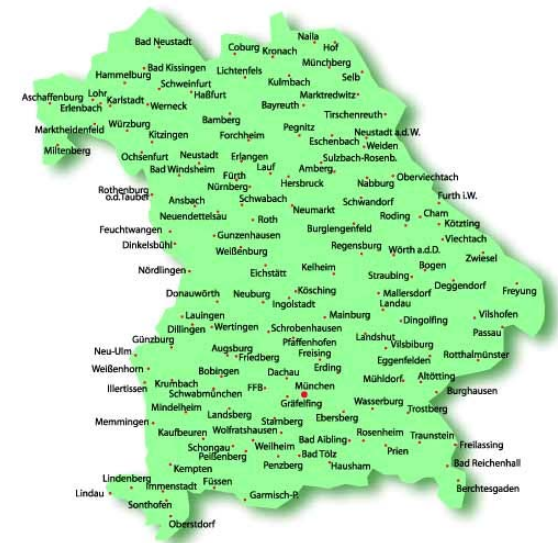 Naila
Hof
Bad Neustadt
Coburg
Kronach
Münchberg
Bad Kissingen
Lichtenfels
Hammelburg
Kulmbach
Selb
Schweinfurt
Haßfurt
Aschaffenburg
Lohr
Marktredwitz
Erlenbach
Karlstadt
Werneck
Bayreuth
Tirschenreuth
Bamberg
Marktheidenfeld
Würzburg
Kitzingen
Forchheim
Pegnitz
Neustadt a.d.W.
Eschenbach
Weiden
Miltenberg
Ochsenfurt
Neustadt
Erlangen
Sulzbach-Rosenb.
Bad Windsheim
Lauf
Amberg
Fürth
Oberviechtach
Nürnberg
Hersbruck
Nabburg
Rothenburg
o.d.Tauber
Ansbach
Schwabach
Schwandorf
Furth i.W.
Neumarkt
Neuendettelsau
Roth
Roding
Cham
Kötzting
Feuchtwangen
Burglengenfeld
Gunzenhausen
Viechtach
Dinkelsbühl
Weißenburg
Regensburg
Wörth a.d.D.
Zwiesel
Bogen
Nördlingen
Eichstätt
Kelheim
Straubing
Deggendorf
Freyung
Donauwörth
Neuburg
Kösching
Mallersdorf
Ingolstadt
Landau
Lauingen
Mainburg
Dingolfing
Vilshofen
Dillingen
Wertingen
Schrobenhausen
Passau
Günzburg
Pfaffenhofen
Landshut
Vilsbiburg
Neu-Ulm
Augsburg
Friedberg
Freising
Eggenfelden
Rotthalmünster
Weißenhorn
Bobingen
Dachau
Erding
Mühldorf
Altötting
Illertissen
Krumbach
Schwabmünchen
FFB
München
Burghausen
Gräfelfing
Wasserburg
Mindelheim
Landsberg
Ebersberg
Trostberg
Memmingen
Starnberg
Kaufbeuren
Wolfratshausen
Bad Aibling
Rosenheim
Traunstein
Freilassing
Schongau
Weilheim
Prien
Peißenberg
Bad Tölz
Kempten
Penzberg
Hausham
Bad Reichenhall
Lindenberg
Immenstadt
Füssen
Berchtesgaden
Lindau
Garmisch-P.
Sonthofen
Oberstdorf